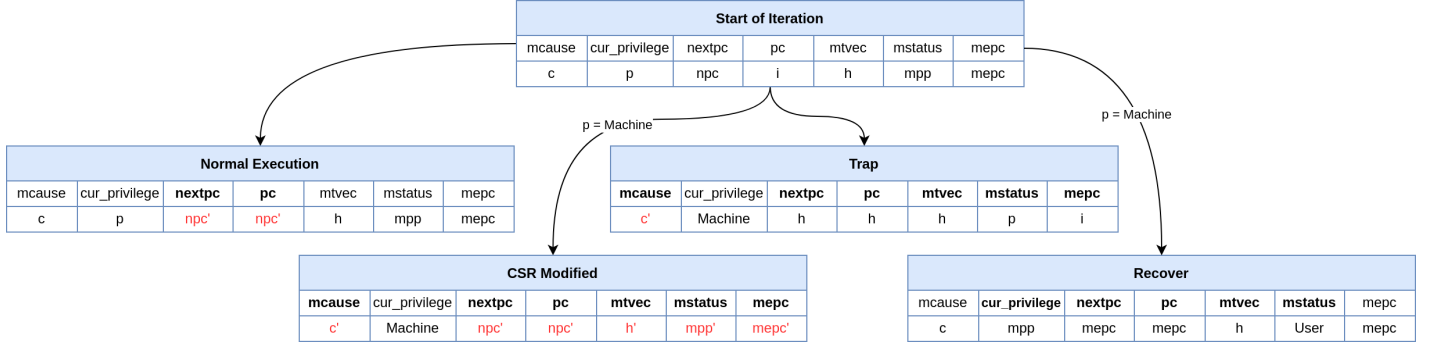 Start of Iteration
mcause cur_privilege nextpc pc mtvec mstatus mepc
c p npc i h mpp mepc
p = Machine
p = Machine
Normal Execution
mcause cur_privilege nextpc pc mtvec mstatus mepc
c p npc' npc' h mpp mepc
Trap
mcause cur_privilege nextpc pc mtvec mstatus mepc
c' Machine h h h p i
CSR Modified
mcause cur_privilege nextpc pc mtvec mstatus mepc
c' Machine npc' npc' h' mpp' mepc'
Recover
mcause cur_privilege nextpc pc mtvec mstatus mepc
c mpp mepc mepc h User mepc